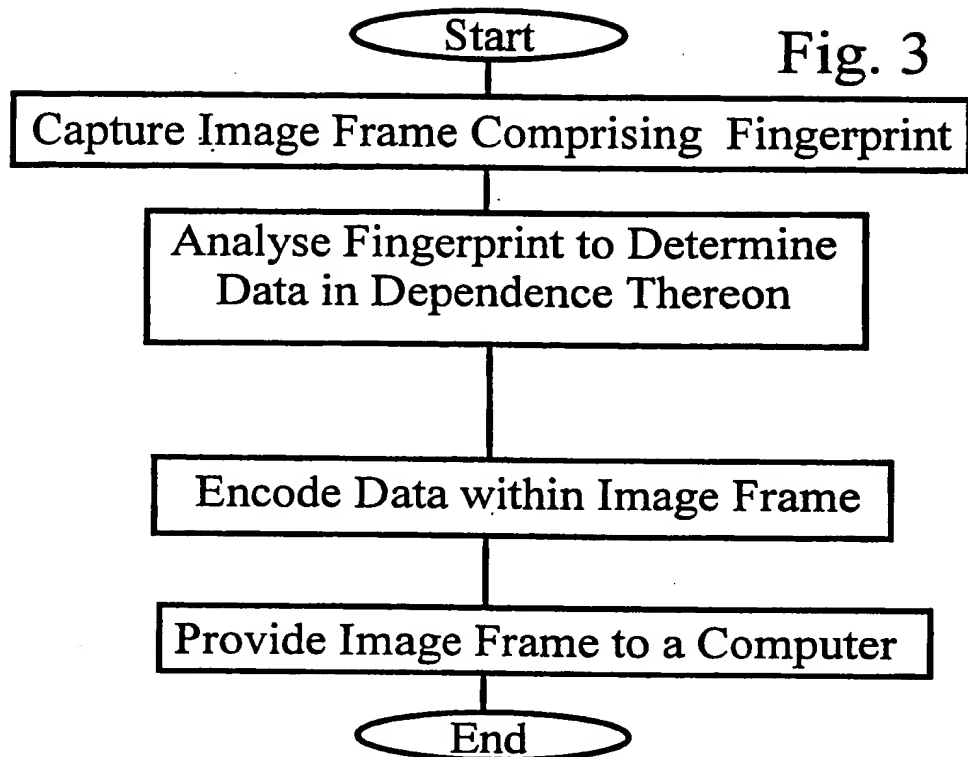 Start
Fig. 3
Capture Image Frame Comprising Fingerprint
Analyse Fingerprint to Determine
Data in Dependence Thereon
Encode Data within Image Frame
Provide Image Frame to a Computer
End